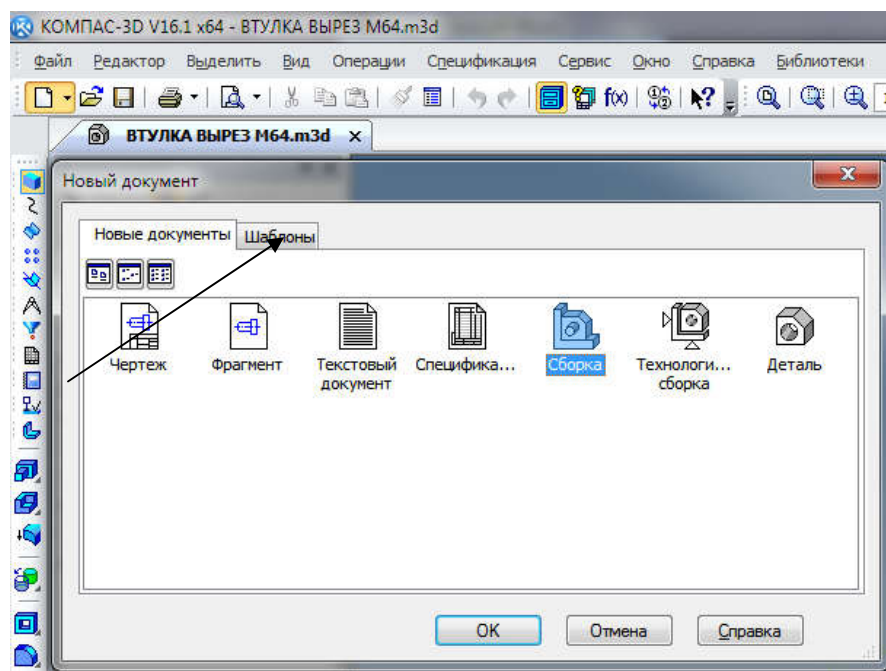 КОМПАС-3D V16.1 x64 - ВТУЛКА ВЫРЕЗ М64.m3d
Файл Редактор Выделить Вид Операции Спецификация Сервис Окно Справка Библиотеки
f(x)
ВТУЛКА ВЫРЕЗ М64.m3d
Новый документ
Новые документы Шаблоны
Чертеж Фрагмент Текстовый документ Специфика... Сборка Технологи... сборка Деталь
OK Отмена Справка